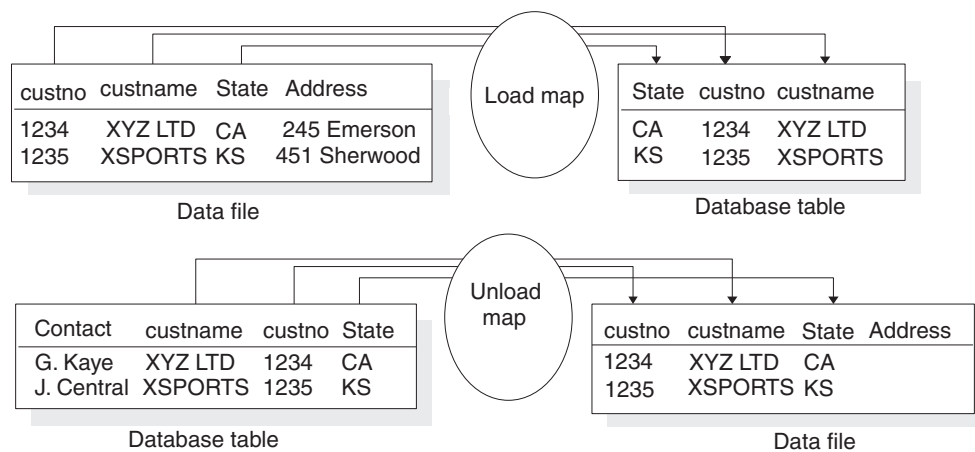 custno custname State Address
1234 XYZ LTD CA 245 Emerson
1235 XSPORTS KS 451 Sherwood
Data file
Load map
State custno custname
CA 1234 XYZ LTD
KS 1235 XSPORTS
Database table
Contact custname custno State
G. Kaye XYZ LTD 1234 CA
J. Central XSPORTS 1235 KS
Database table
Unload
map
custno custname State Address
1234 XYZ LTD CA
1235 XSPORTS KS
Data file